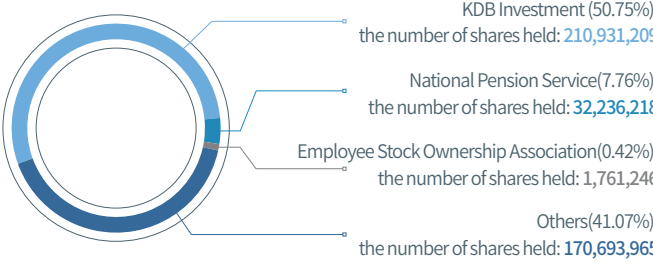 KDB Investment (50.75%)
the number of shares held: 210,931,209
National Pension Service(7.76%)
the number of shares held: 32,236,218
Employee Stock Ownership Association(0.42%)
the number of shares held: 1,761,246
Others(41.07%)
the number of shares held: 170,693,965